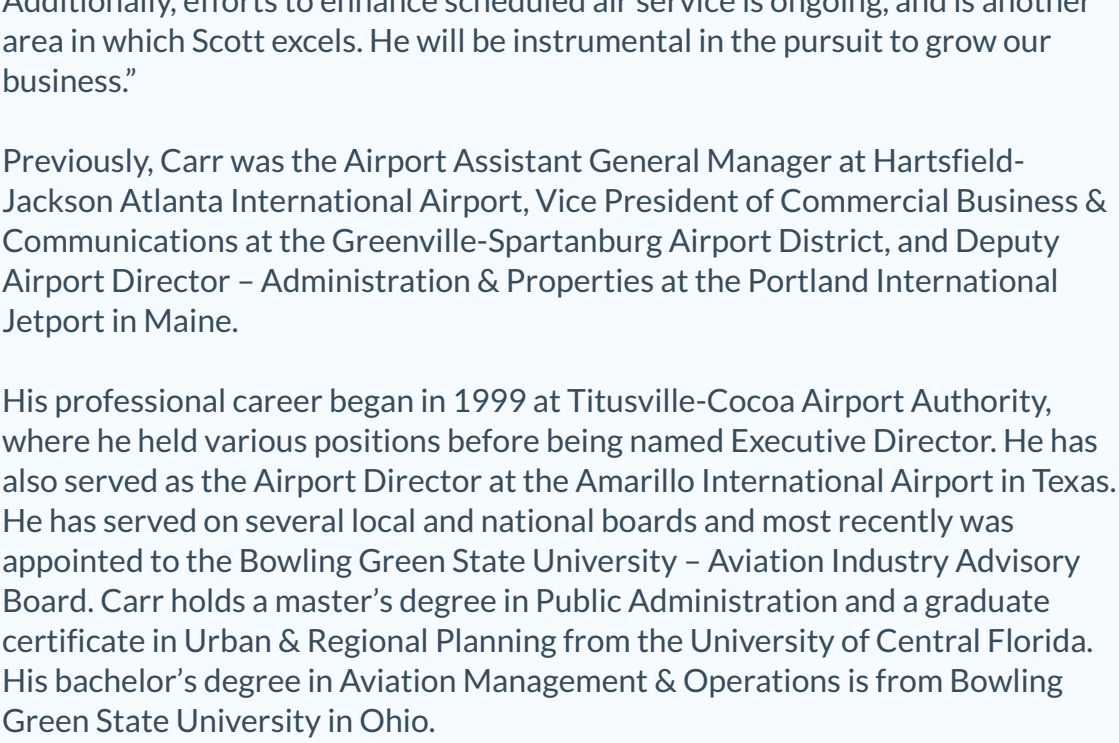 Additionally, efforts to enhance scheduled air service is ongoing, and is another
area in which Scott excels. He will be instrumental in the pursuit to grow our
business.”
Previously, Carr was the Airport Assistant General Manager at Hartsfield-
Jackson Atlanta International Airport, Vice President of Commercial Business &
Communications at the Greenville-Spartanburg Airport District, and Deputy
Airport Director – Administration & Properties at the Portland International
Jetport in Maine.
His professional career began in 1999 at Titusville-Cocoa Airport Authority,
where he held various positions before being named Executive Director. He has
also served as the Airport Director at the Amarillo International Airport in Texas.
He has served on several local and national boards and most recently was
appointed to the Bowling Green State University – Aviation Industry Advisory
Board. Carr holds a master’s degree in Public Administration and a graduate
certificate in Urban & Regional Planning from the University of Central Florida.
His bachelor’s degree in Aviation Management & Operations is from Bowling
Green State University in Ohio.